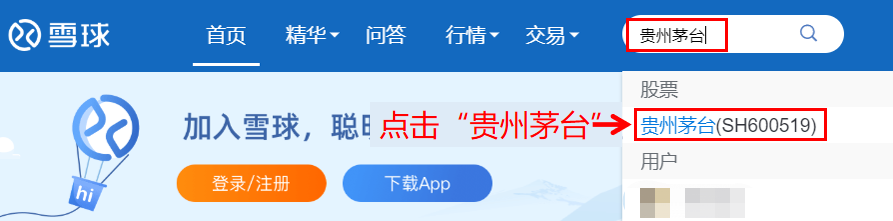 雪球
首页 精华 问答 行情 交易
贵州茅台
股票
贵州茅台(SH600519)
用户
加入雪球，聪
点击“贵州茅台”
登录/注册
下载App
hi